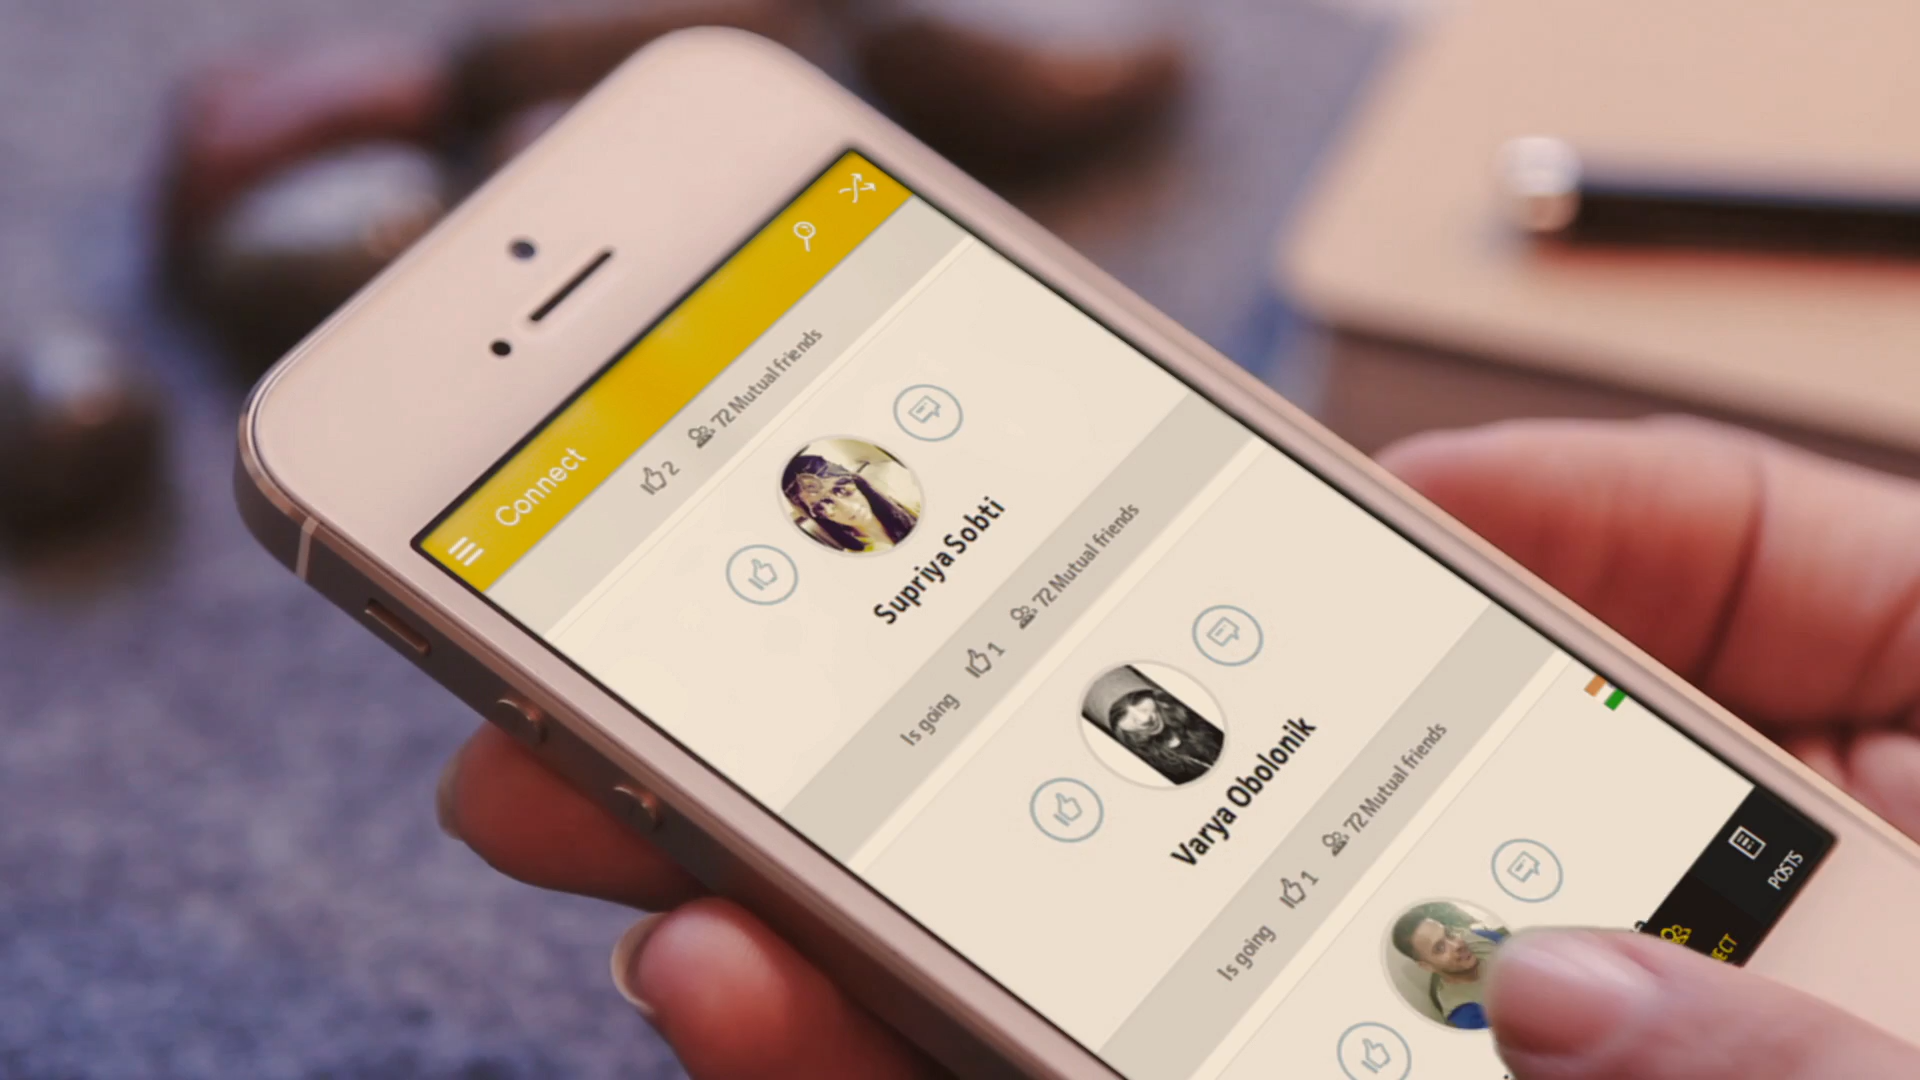 Connect
2 72 Mutual friends
Supriya Sobti
Is going 1 72 Mutual friends
Varya Obolonik
Is going 1 72 Mutual friends
POSTS